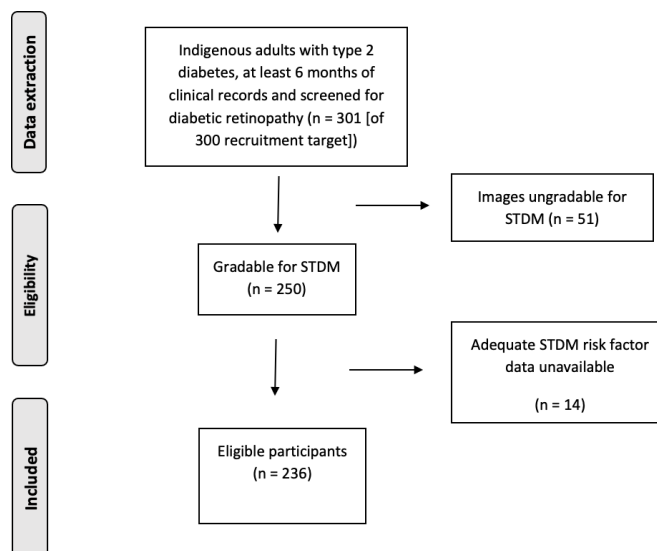 Data extraction
Indigenous adults with type 2
diabetes, at least 6 months of
clinical records and screened for
diabetic retinopathy (n = 301 [of
300 recruitment target])
Images ungradable for
STDM (n = 51)
Eligibility
Gradable for STDM
(n = 250)
Adequate STDM risk factor
data unavailable
(n = 14)
Included
Eligible participants
(n = 236)